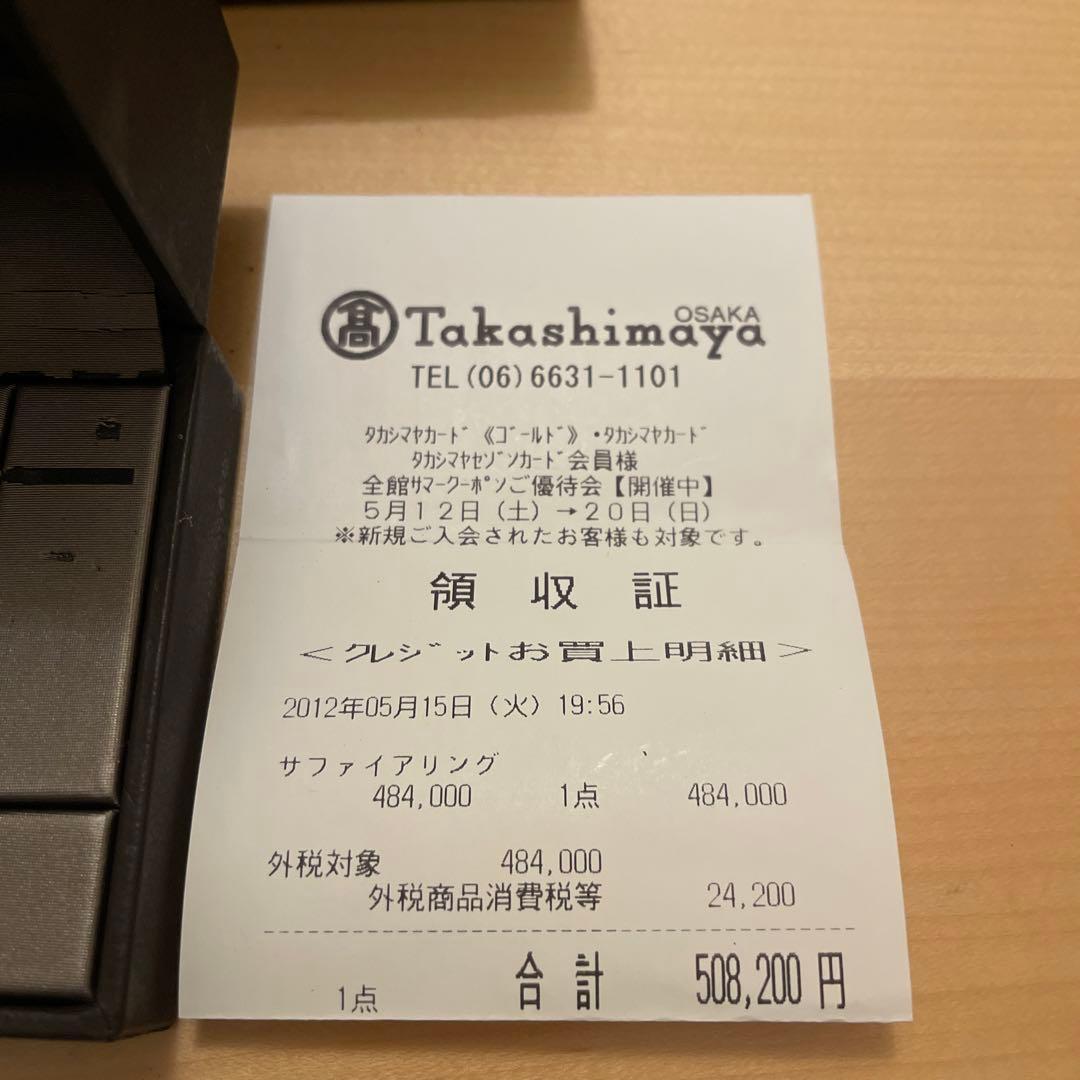 髙 Takashimaya OSAKA
TEL(06)6631-1101
ﾀｶｼﾏﾔｶｰﾄﾞ《ｺﾞｰﾙﾄﾞ》・ﾀｶｼﾏﾔｶｰﾄﾞ
ﾀｶｼﾏﾔｾｿﾞﾝｶｰﾄﾞ会員様
全館ｻﾏｰｸｰﾎﾟﾝご優待会【開催中】
5月12日(土)→20日(日)
※新規ご入会されたお客様も対象です。
領 収 証
＜クレジットお買上明細＞
2012年05月15日(火) 19:56
サファイアリング
484,000 1点 484,000
外税対象 484,000
外税商品消費税等 24,200
1点 合 計 508,200 円